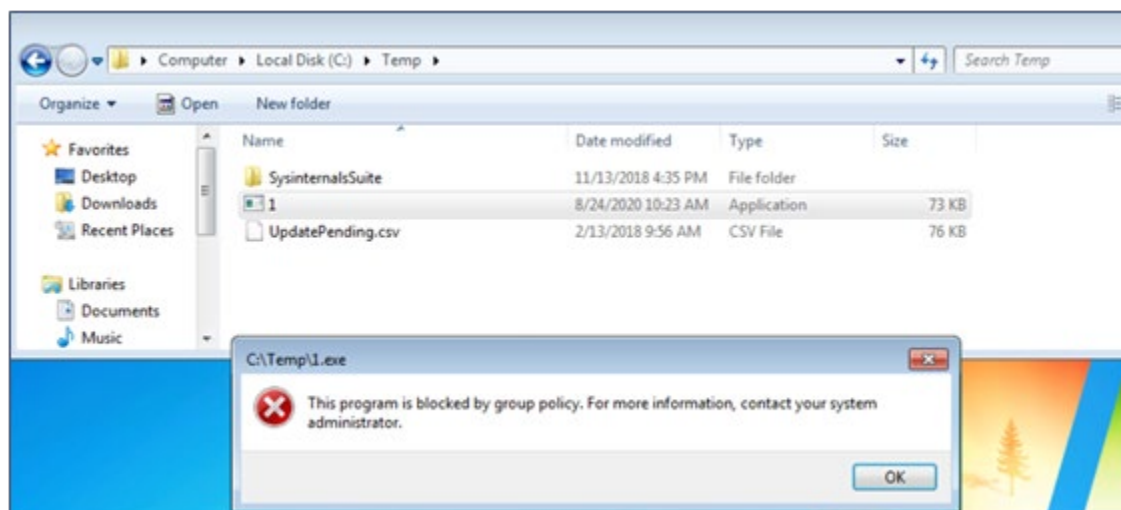 Computer ▸ Local Disk (C:) ▸ Temp ▸
Search Temp
Organize
Open
New folder
Favorites
Desktop
Downloads
Recent Places
Libraries
Documents
Music
Name Date modified Type Size
SysinternalsSuite 11/13/2018 4:35 PM File folder
1 8/24/2020 10:23 AM Application 73 KB
UpdatePending.csv 2/13/2018 9:56 AM CSV File 76 KB
C:\Temp\1.exe
This program is blocked by group policy. For more information, contact your system
administrator.
OK